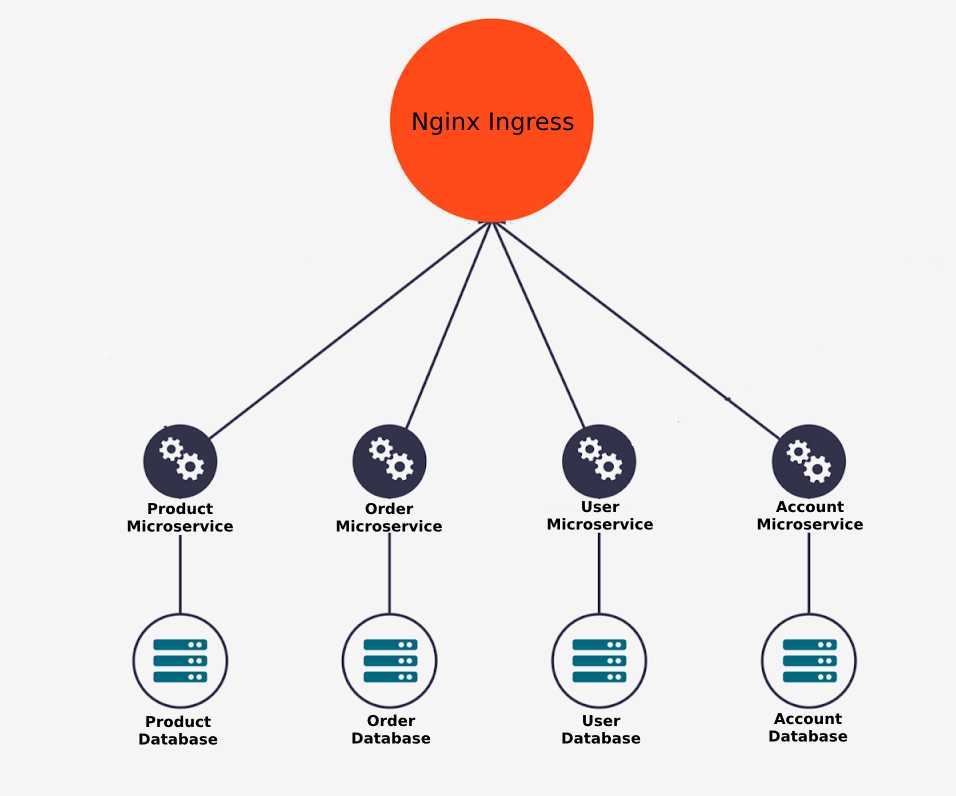 Nginx Ingress
Product
Microservice
Order
Microservice
User
Microservice
Account
Microservice
Product
Database
Order
Database
User
Database
Account
Database